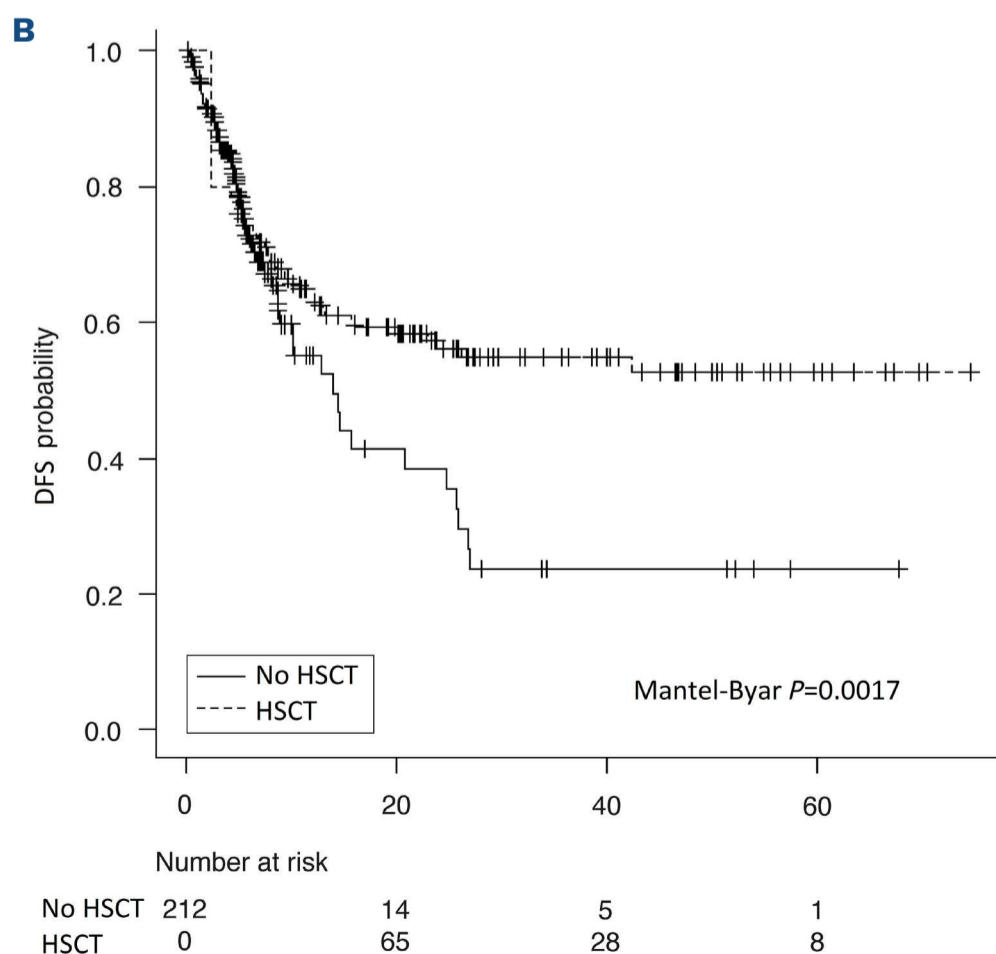 B
1.0
0.8
0.6
0.4
0.2
0.0
DFS probability
No HSCT
HSCT
Mantel-Byar P=0.0017
0 20 40 60
Number at risk
No HSCT 212 14 5 1
HSCT 0 65 28 8